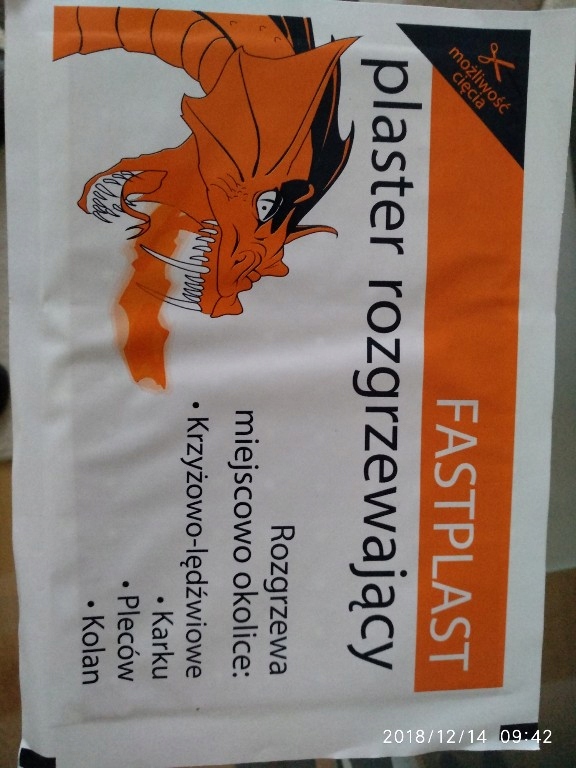 możliwość
cięcia
FASTPLAST
plaster rozgrzewający
Rozgrzewa
miejscowo okolice:
• Krzyżowo-lędźwiowe
• Karku
• Pleców
• Kolan
2018/12/14 09:42